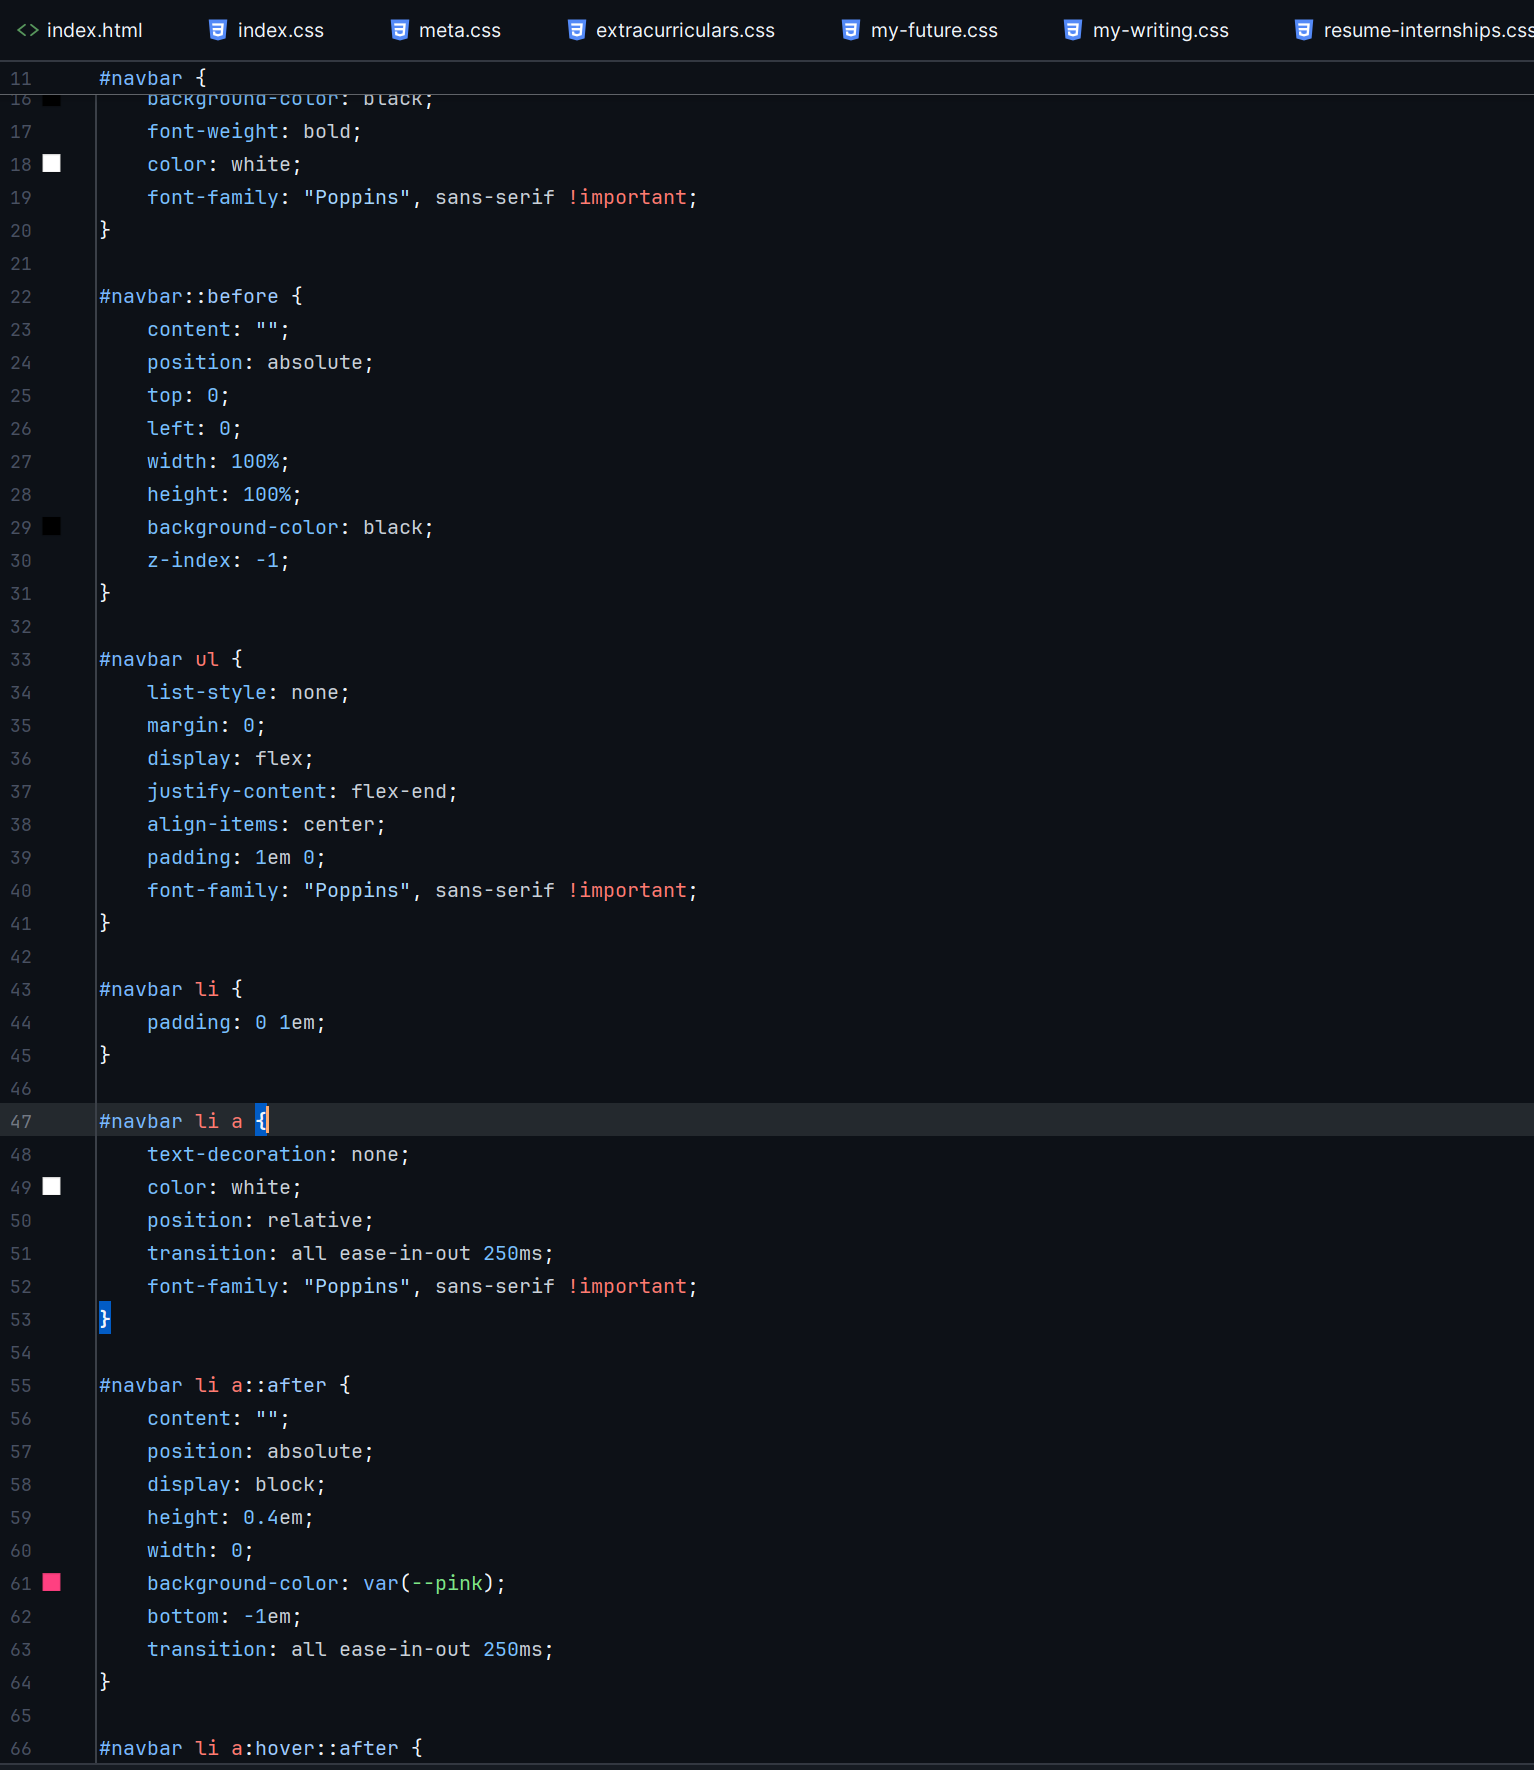 index.html index.css meta.css extracurriculars.css my-future.css my-writing.css resume-internships.css
11 #navbar {
16 background-color: black;
17 font-weight: bold;
18 color: white;
19 font-family: "Poppins", sans-serif !important;
20 }
21
22 #navbar::before {
23 content: "";
24 position: absolute;
25 top: 0;
26 left: 0;
27 width: 100%;
28 height: 100%;
29 background-color: black;
30 z-index: -1;
31 }
32
33 #navbar ul {
34 list-style: none;
35 margin: 0;
36 display: flex;
37 justify-content: flex-end;
38 align-items: center;
39 padding: 1em 0;
40 font-family: "Poppins", sans-serif !important;
41 }
42
43 #navbar li {
44 padding: 0 1em;
45 }
46
47 #navbar li a {
48 text-decoration: none;
49 color: white;
50 position: relative;
51 transition: all ease-in-out 250ms;
52 font-family: "Poppins", sans-serif !important;
53 }
54
55 #navbar li a::after {
56 content: "";
57 position: absolute;
58 display: block;
59 height: 0.4em;
60 width: 0;
61 background-color: var(--pink);
62 bottom: -1em;
63 transition: all ease-in-out 250ms;
64 }
65
66 #navbar li a:hover::after {